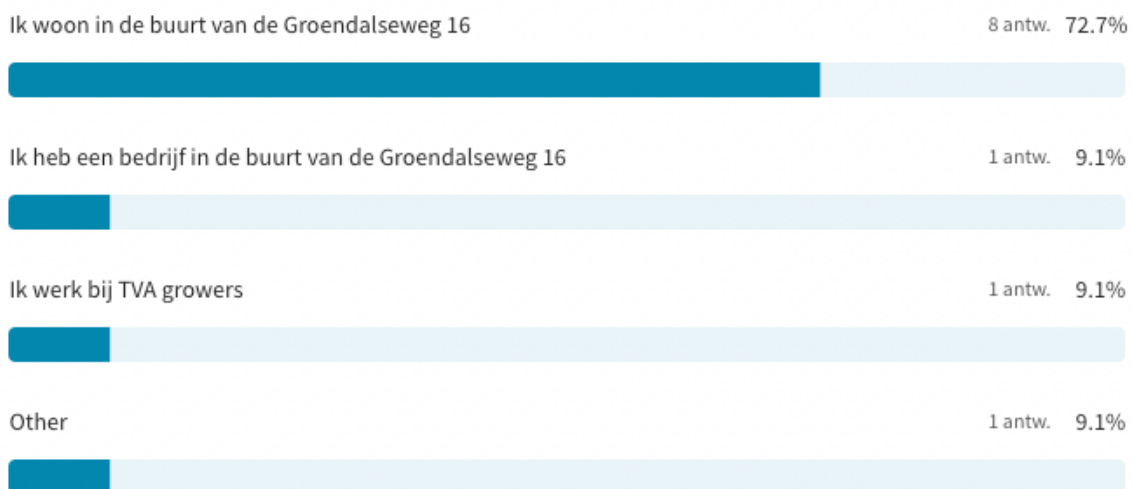 Ik woon in de buurt van de Groendalseweg 16 8 antw. 72.7%
Ik heb een bedrijf in de buurt van de Groendalseweg 16 1 antw. 9.1%
Ik werk bij TVA growers 1 antw. 9.1%
Other 1 antw. 9.1%